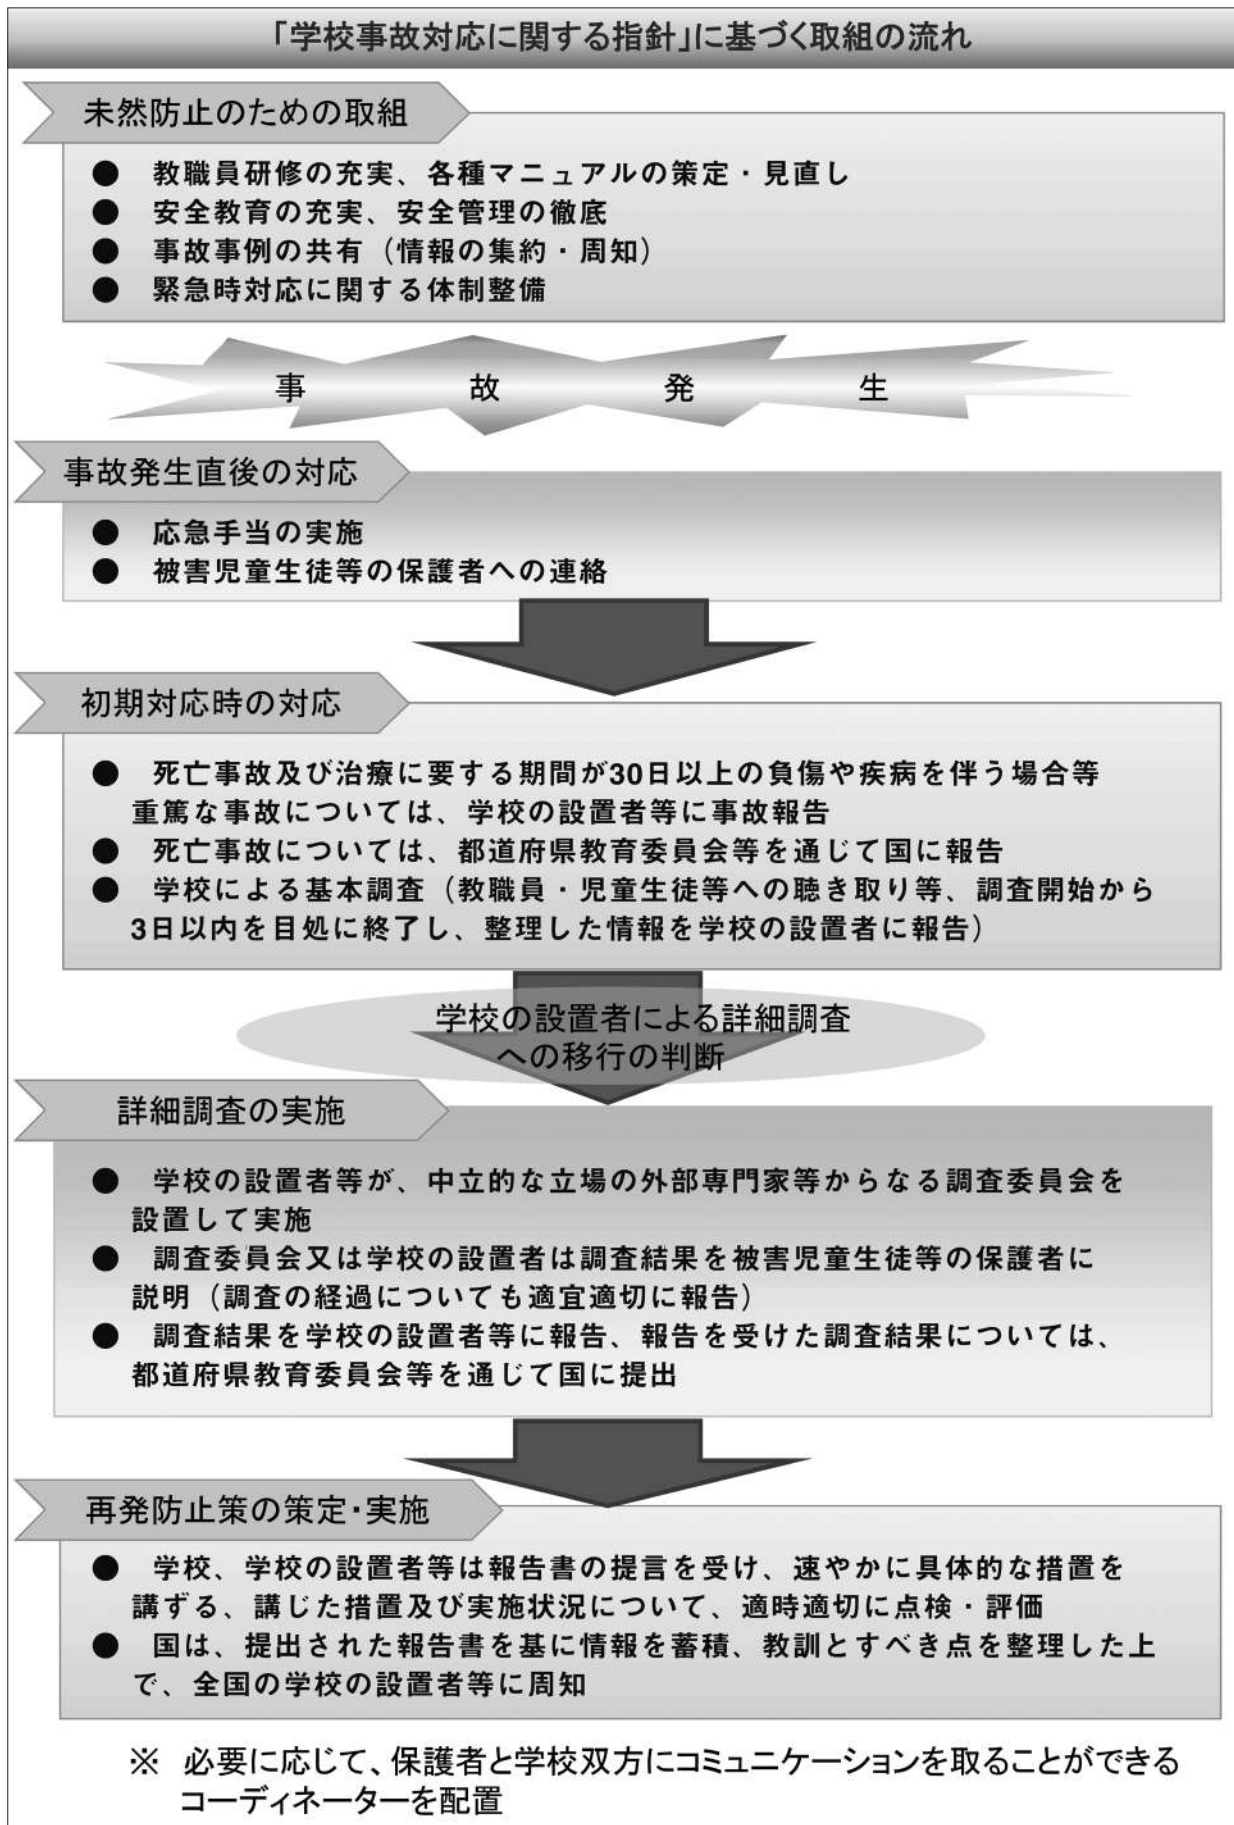 「学校事故対応に関する指針」に基づく取組の流れ
未然防止のための取組
● 教職員研修の充実、各種マニュアルの策定・見直し
● 安全教育の充実、安全管理の徹底
● 事故事例の共有（情報の集約・周知）
● 緊急時対応に関する体制整備
事故発生
事故発生直後の対応
● 応急手当の実施
● 被害児童生徒等の保護者への連絡
初期対応時の対応
● 死亡事故及び治療に要する期間が30日以上の負傷や疾病を伴う場合等
重篤な事故については、学校の設置者等に事故報告
● 死亡事故については、都道府県教育委員会等を通じて国に報告
● 学校による基本調査（教職員・児童生徒等への聴き取り等、調査開始から
3日以内を目処に終了し、整理した情報を学校の設置者に報告）
学校の設置者による詳細調査
への移行の判断
詳細調査の実施
● 学校の設置者等が、中立的な立場の外部専門家等からなる調査委員会を
設置して実施
● 調査委員会又は学校の設置者は調査結果を被害児童生徒等の保護者に
説明（調査の経過についても適宜適切に報告）
● 調査結果を学校の設置者等に報告、報告を受けた調査結果については、
都道府県教育委員会等を通じて国に提出
再発防止策の策定・実施
● 学校、学校の設置者等は報告書の提言を受け、速やかに具体的な措置を
講ずる、講じた措置及び実施状況について、適時適切に点検・評価
● 国は、提出された報告書を基に情報を蓄積、教訓とすべき点を整理した上
で、全国の学校の設置者等に周知
※ 必要に応じて、保護者と学校双方にコミュニケーションを取ることができる
コーディネーターを配置